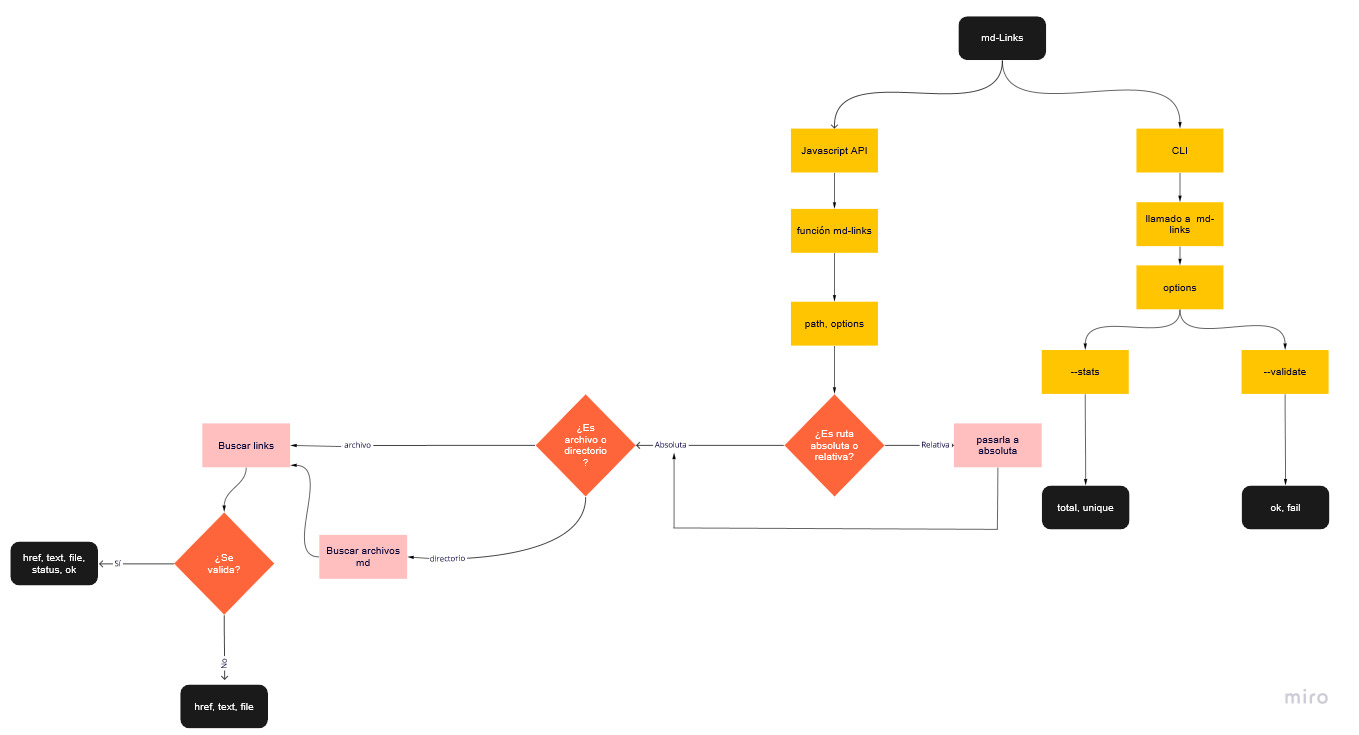 md-Links
Javascript API
CLI
función md-links
llamado a md-
links
options
path, options
--stats
--validate
¿Es
archivo o
directorio
?
¿Es ruta
absoluta o
relativa?
Buscar links
archivo
Absoluta
Relativa
pasarla a
absoluta
total, unique
ok, fail
Buscar archivos
md
directorio
¿Se
valida?
Sí
href, text, file,
status, ok
No
href, text, file
miro